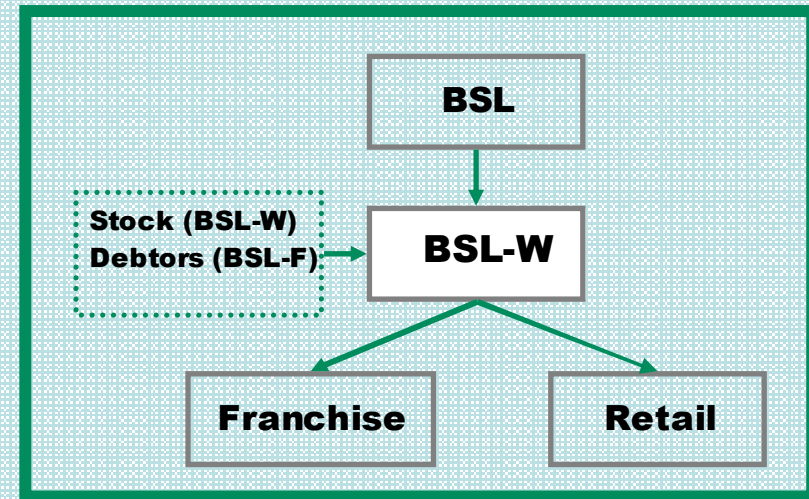 BSL
Stock (BSL-W)
Debtors (BSL-F)
BSL-W
Franchise
Retail